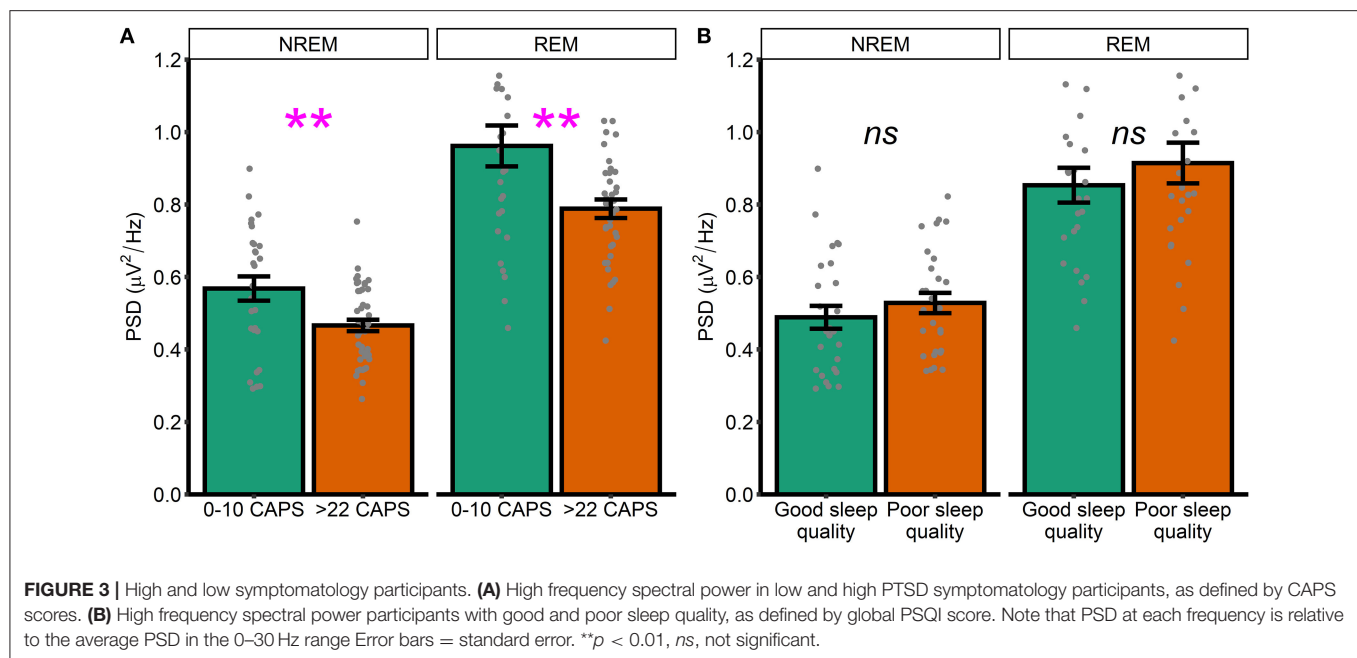 A
B
NREM
REM
NREM
REM
1.2
1.0
0.8
0.6
0.4
0.2
0.0
PSD (µV²/Hz)
**
**
0-10 CAPS
>22 CAPS
0-10 CAPS
>22 CAPS
1.2
1.0
0.8
0.6
0.4
0.2
0.0
PSD (µV²/Hz)
ns
ns
Good sleep
quality
Poor sleep
quality
Good sleep
quality
Poor sleep
quality
FIGURE 3 | High and low symptomatology participants. (A) High frequency spectral power in low and high PTSD symptomatology participants, as defined by CAPS
scores. (B) High frequency spectral power participants with good and poor sleep quality, as defined by global PSQI score. Note that PSD at each frequency is relative
to the average PSD in the 0–30 Hz range Error bars = standard error. **p < 0.01, ns, not significant.